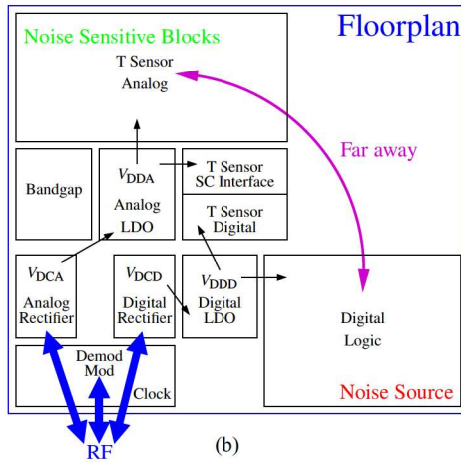 Floorplan
Noise Sensitive Blocks
T Sensor
Analog
Far away
Bandgap
VDDA
Analog
LDO
T Sensor
SC Interface
T Sensor
Digital
VDCA
Analog
Rectifier
VDCD
Digital
Rectifier
VDDD
Digital
LDO
Digital
Logic
Noise Source
Demod
Mod
Clock
RF
(b)